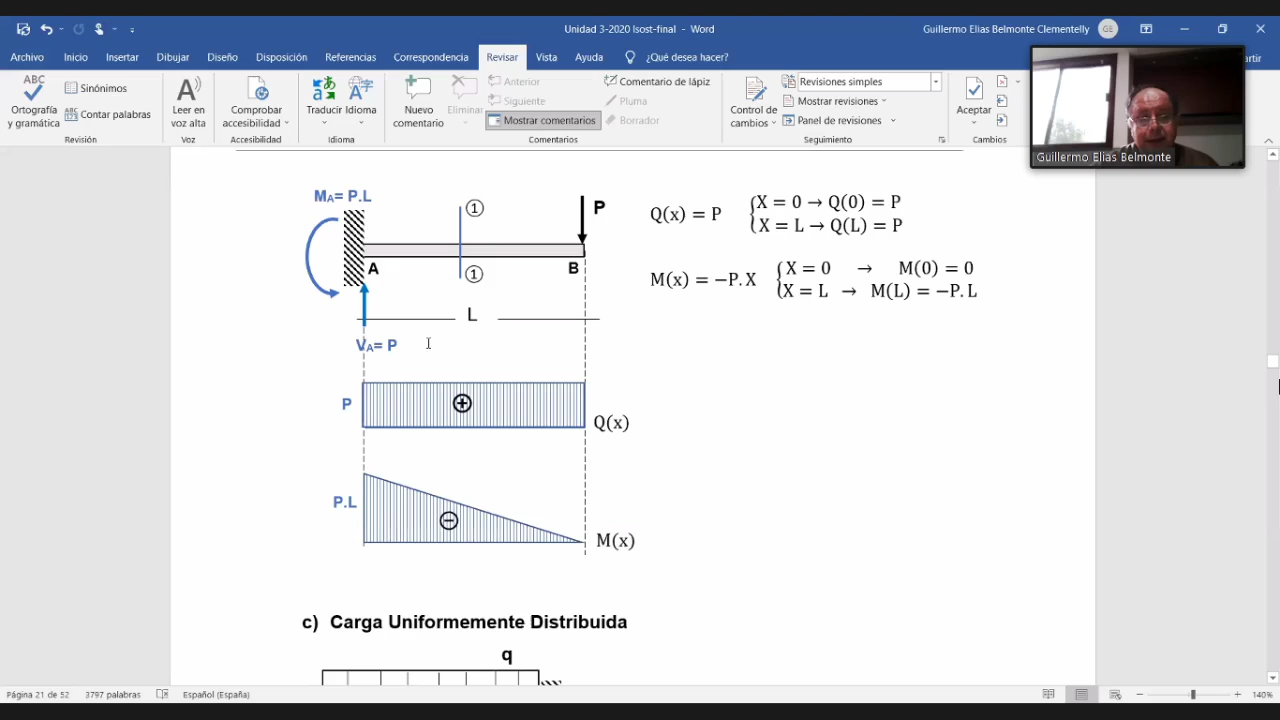 Unidad 3-2020 Isost-final - Word
Guillermo Elias Belmonte Clementelly GE
Archivo Inicio Insertar Dibujar Diseño Disposición Referencias Correspondencia Revisar Vista Ayuda ¿Qué desea hacer?
ABC Ortografía y gramática
Sinónimos
Contar palabras
Revisión
Leer en voz alta
Voz
Comprobar accesibilidad
Accesibilidad
Traducir Idioma
Idioma
Nuevo comentario
Eliminar
Anterior
Siguiente
Mostrar comentarios
Comentario de lápiz
Pluma
Borrador
Comentarios
Control de cambios
Revisiones simples
Mostrar revisiones
Panel de revisiones
Seguimiento
Aceptar
Cambios
Guillermo Elias Belmonte
MA= P.L
① P
A ① B
L
VA= P
Q(x) = P
X = 0 → Q(0) = P
X = L → Q(L) = P
M(x) = −P. X
X = 0 → M(0) = 0
X = L → M(L) = −P. L
P + Q(x)
P.L − M(x)
c) Carga Uniformemente Distribuida
q
Página 21 de 52 3797 palabras Español (España) 140%